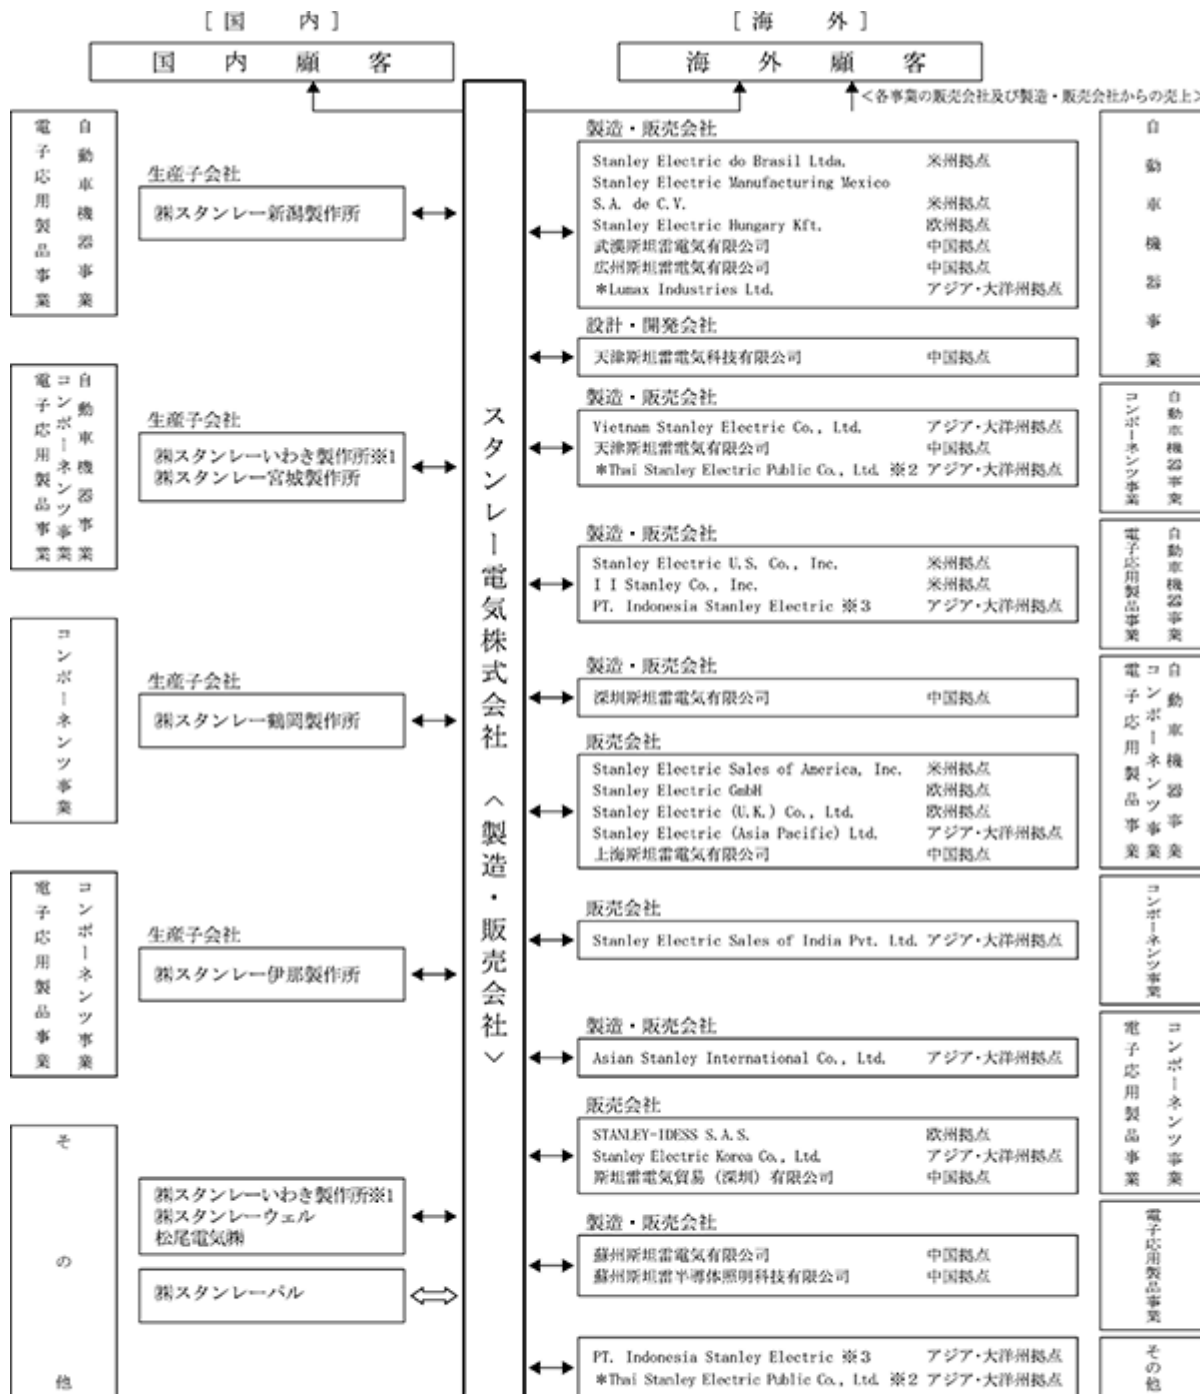 [国 内]
国内顧客
自動車機器事業
電子応用製品事業
生産子会社
㈱スタンレー新潟製作所
自動車機器事業
コンポーネンツ事業
電子応用製品事業
生産子会社
㈱スタンレーいわき製作所※1
㈱スタンレー宮城製作所
コンポーネンツ事業
生産子会社
㈱スタンレー鶴岡製作所
コンポーネンツ事業
電子応用製品事業
生産子会社
㈱スタンレー伊那製作所
その他
㈱スタンレーいわき製作所※1
㈱スタンレーウェル
松尾電気㈱
㈱スタンレーパル
スタンレー電気株式会社 〈製造・販売会社〉
[海 外]
海外顧客
<各事業の販売会社及び製造・販売会社からの売上>
製造・販売会社
Stanley Electric do Brasil Ltda. 米州拠点
Stanley Electric Manufacturing Mexico
S.A. de C.V. 米州拠点
Stanley Electric Hungary Kft. 欧州拠点
武漢斯坦雷電気有限公司 中国拠点
広州斯坦雷電気有限公司 中国拠点
*Lumax Industries Ltd. アジア・大洋州拠点
設計・開発会社
天津斯坦雷電気科技有限公司 中国拠点
自動車機器事業
製造・販売会社
Vietnam Stanley Electric Co., Ltd. アジア・大洋州拠点
天津斯坦雷電気有限公司 中国拠点
*Thai Stanley Electric Public Co., Ltd. ※2 アジア・大洋州拠点
自動車機器事業
コンポーネンツ事業
製造・販売会社
Stanley Electric U.S. Co., Inc. 米州拠点
I I Stanley Co., Inc. 米州拠点
PT. Indonesia Stanley Electric ※3 アジア・大洋州拠点
自動車機器事業
電子応用製品事業
製造・販売会社
深圳斯坦雷電気有限公司 中国拠点
販売会社
Stanley Electric Sales of America, Inc. 米州拠点
Stanley Electric GmbH 欧州拠点
Stanley Electric (U.K.) Co., Ltd. 欧州拠点
Stanley Electric (Asia Pacific) Ltd. アジア・大洋州拠点
上海斯坦雷電気有限公司 中国拠点
自動車機器事業
コンポーネンツ事業
電子応用製品事業
販売会社
Stanley Electric Sales of India Pvt. Ltd. アジア・大洋州拠点
コンポーネンツ事業
製造・販売会社
Asian Stanley International Co., Ltd. アジア・大洋州拠点
販売会社
STANLEY-IDESS S.A.S. 欧州拠点
Stanley Electric Korea Co., Ltd. アジア・大洋州拠点
斯坦雷電気貿易（深圳）有限公司 中国拠点
コンポーネンツ事業
電子応用製品事業
製造・販売会社
蘇州斯坦雷電気有限公司 中国拠点
蘇州斯坦雷半導体照明科技有限公司 中国拠点
電子応用製品事業
PT. Indonesia Stanley Electric ※3 アジア・大洋州拠点
*Thai Stanley Electric Public Co., Ltd. ※2 アジア・大洋州拠点
その他